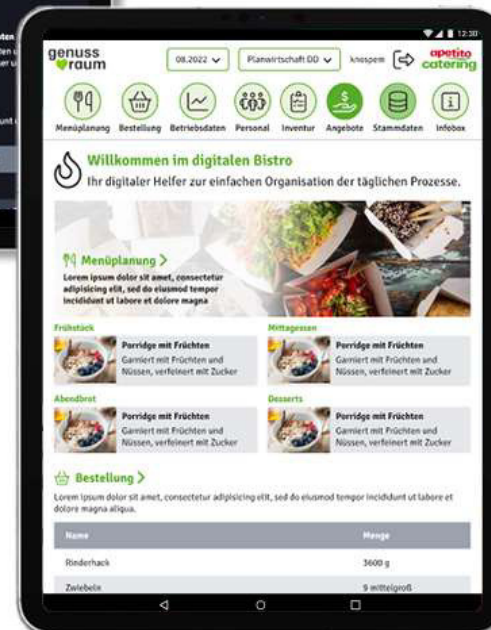 12:30
genuss
raum
08.2022
Planwirtschaft DD
knospem
apetito
catering
Menüplanung Bestellung Betriebsdaten Personal Inventur Angebote Stammdaten Infobox
Willkommen im digitalen Bistro
Ihr digitaler Helfer zur einfachen Organisation der täglichen Prozesse.
Menüplanung >
Lorem ipsum dolor sit amet, consectetur
adipisicing elit, sed do eiusmod tempor
incididunt ut labore et dolore magna
Frühstück
Porridge mit Früchten
Garniert mit Früchten und
Nüssen, verfeinert mit Zucker
Mittagessen
Porridge mit Früchten
Garniert mit Früchten und
Nüssen, verfeinert mit Zucker
Abendbrot
Porridge mit Früchten
Garniert mit Früchten und
Nüssen, verfeinert mit Zucker
Desserts
Porridge mit Früchten
Garniert mit Früchten und
Nüssen, verfeinert mit Zucker
Bestellung >
Lorem ipsum dolor sit amet, consectetur adipisicing elit, sed do eiusmod tempor incididunt ut labore et
dolore magna aliqua.
Name Menge
Rinderhack 3600 g
Zwiebeln 9 mittelgroß